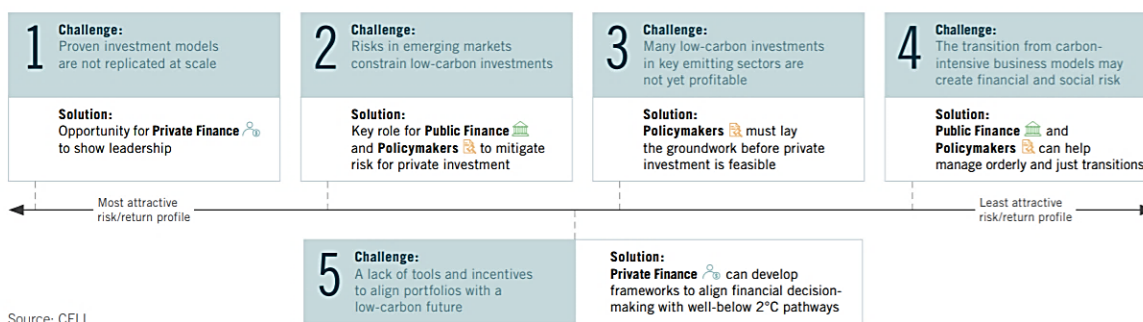 1
Challenge:
Proven investment models
are not replicated at scale
Solution:
Opportunity for Private Finance
to show leadership
2
Challenge:
Risks in emerging markets
constrain low-carbon investments
Solution:
Key role for Public Finance
and Policymakers to mitigate
risk for private investment
3
Challenge:
Many low-carbon investments
in key emitting sectors are
not yet profitable
Solution:
Policymakers must lay
the groundwork before private
investment is feasible
4
Challenge:
The transition from carbon-
intensive business models may
create financial and social risk
Solution:
Public Finance and
Policymakers can help
manage orderly and just transitions
Most attractive
risk/return profile
Least attractive
risk/return profile
5
Challenge:
A lack of tools and incentives
to align portfolios with a
low-carbon future
Solution:
Private Finance can develop
frameworks to align financial decision-
making with well-below 2°C pathways
Source: